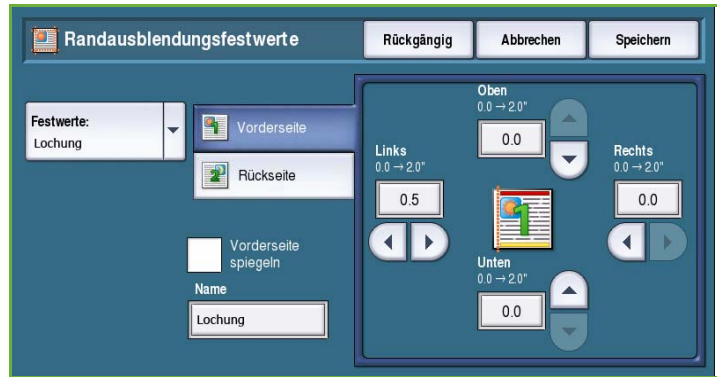 Randausblendungsfestwerte
Rückgängig
Abbrechen
Speichern
Festwerte:
Lochung
Vorderseite
Rückseite
Vorderseite
spiegeln
Name
Lochung
Oben
0.0 → 2.0"
0.0
Links
0.0 → 2.0"
0.5
Rechts
0.0 → 2.0"
0.0
Unten
0.0 → 2.0"
0.0